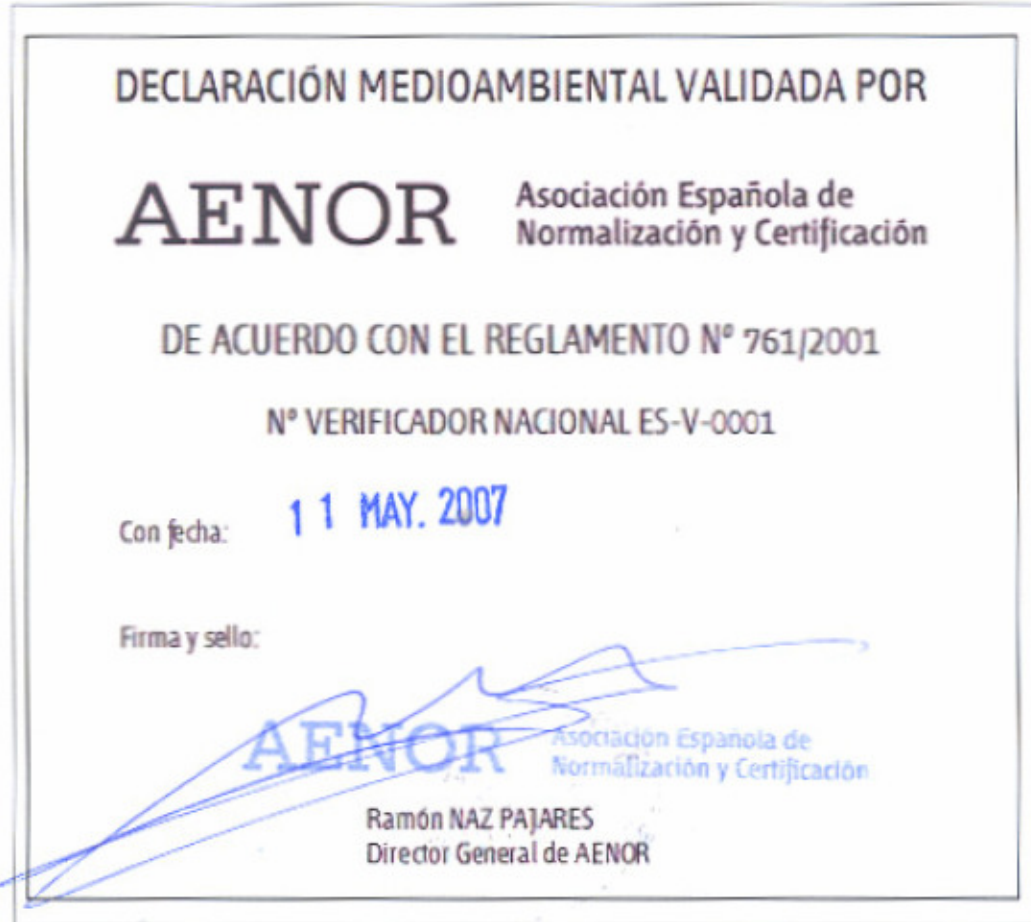 DECLARACIÓN MEDIOAMBIENTAL VALIDADA POR
AENOR
Asociación Española de
Normalización y Certificación
DE ACUERDO CON EL REGLAMENTO Nº 761/2001
Nº VERIFICADOR NACIONAL ES-V-0001
Con fecha: 11 MAY. 2007
Firma y sello:
AENOR
Asociación Española de
Normalización y Certificación
Ramón NAZ PAJARES
Director General de AENOR